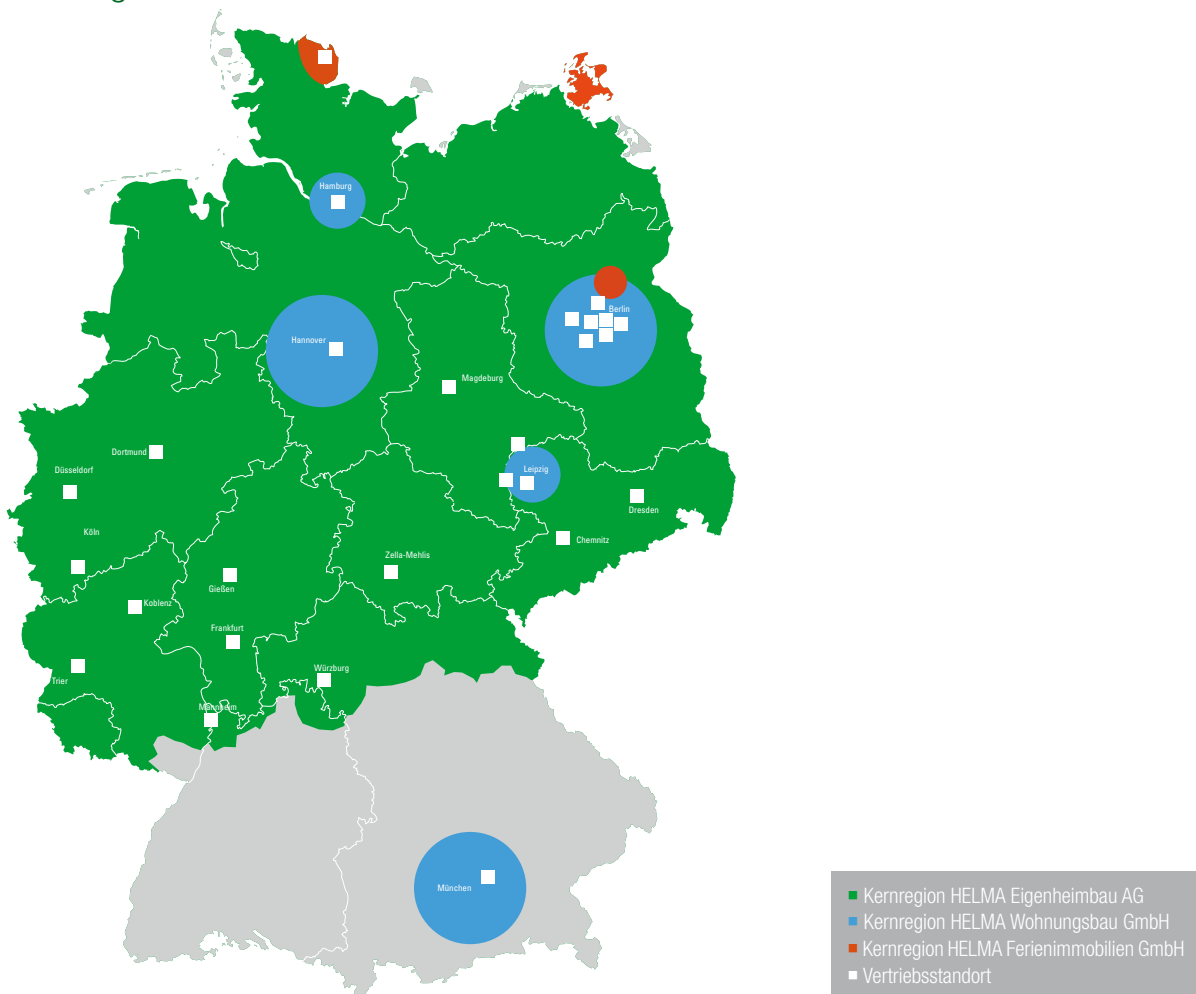 Hamburg
Berlin
Hannover
Magdeburg
Dortmund
Düsseldorf
Leipzig
Dresden
Köln
Chemnitz
Zella-Mehlis
Gießen
Koblenz
Frankfurt
Würzburg
Trier
Mannheim
München
Kernregion HELMA Eigenheimbau AG
Kernregion HELMA Wohnungsbau GmbH
Kernregion HELMA Ferienimmobilien GmbH
Vertriebsstandort